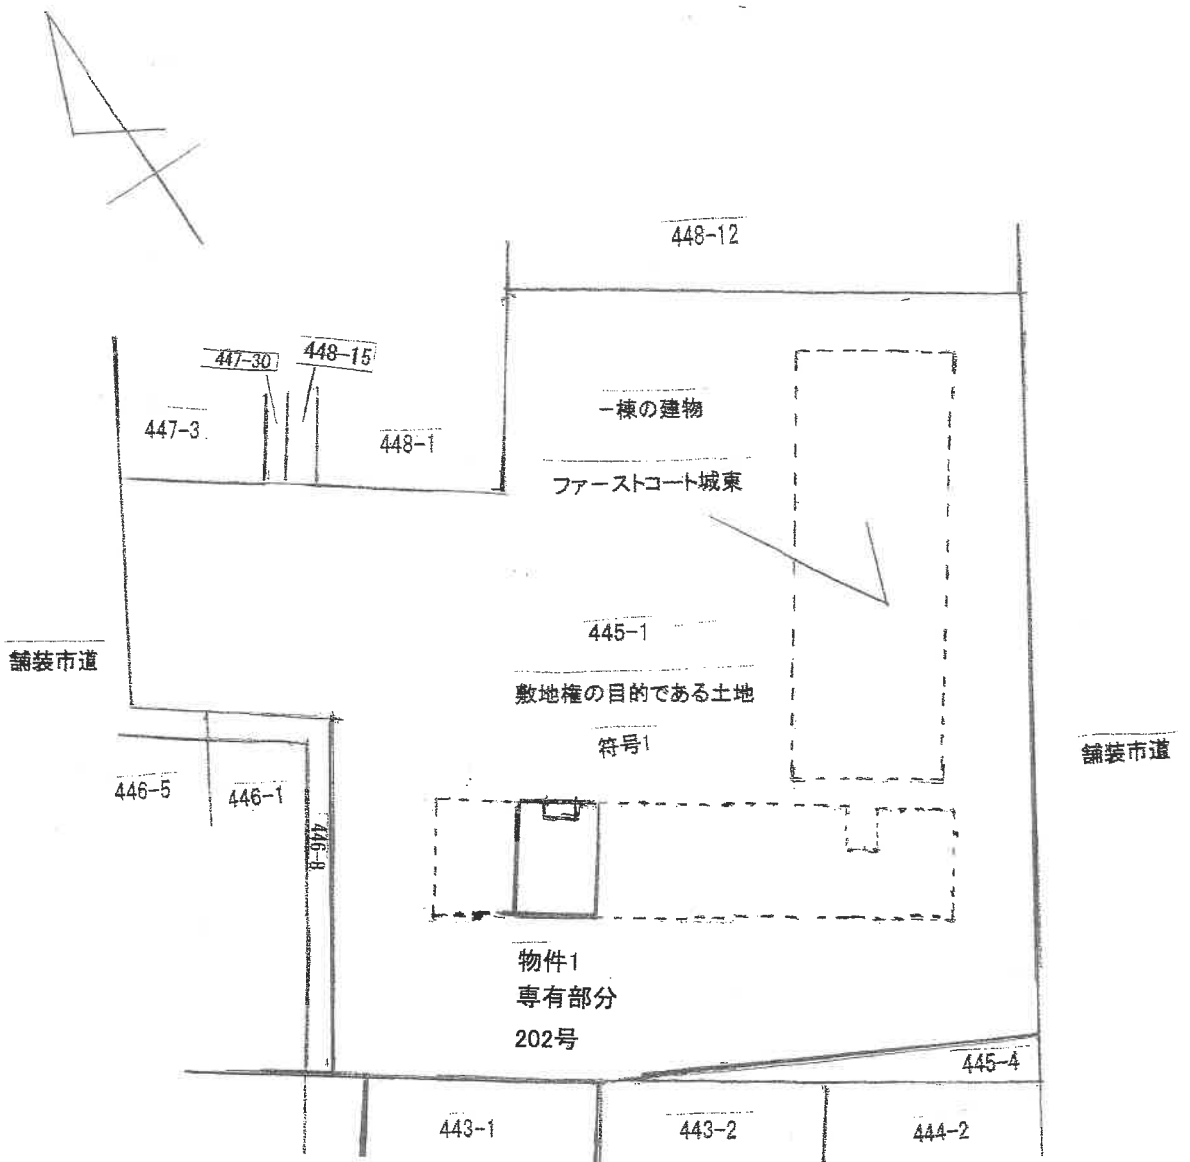 448-12
447-30
448-15
447-3
448-1
一棟の建物
ファーストコート城東
445-1
舗装市道
敷地権の目的である土地
符号1
舗装市道
446-5
446-1
446-8
物件1
専有部分
202号
445-4
443-1
443-2
444-2